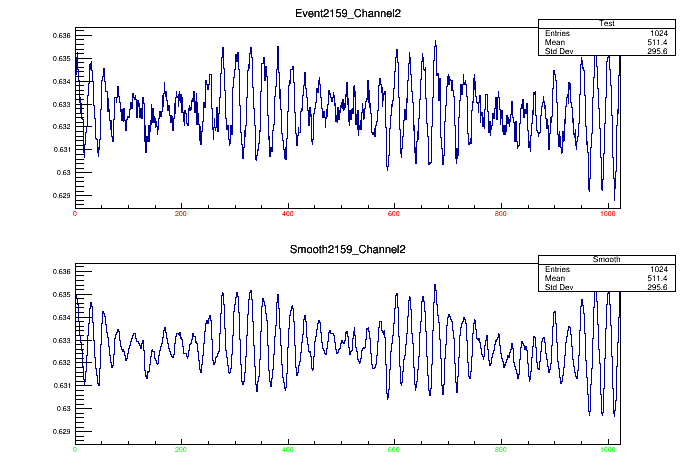 Event2159_Channel2
Test
Entries 1024
Mean 511.4
Std Dev 295.6
0.636
0.635
0.634
0.633
0.632
0.631
0.63
0.629
0 200 400 600 800 1000
Smooth2159_Channel2
Smooth
Entries 1024
Mean 511.4
Std Dev 295.6
0.636
0.635
0.634
0.633
0.632
0.631
0.63
0.629
0 200 400 600 800 1000